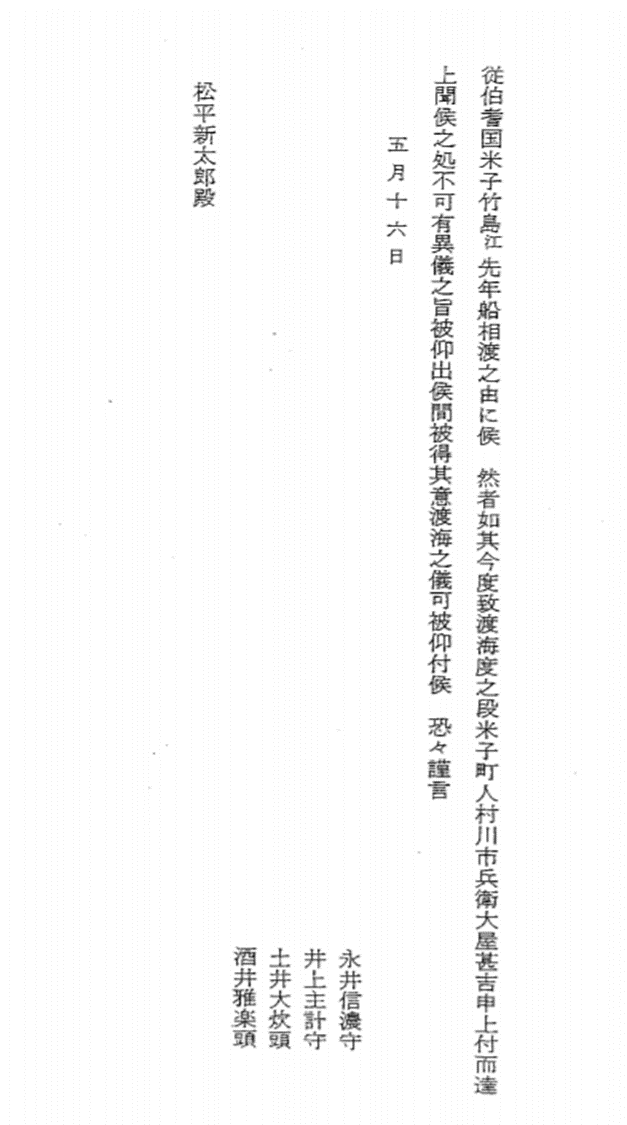 従伯耆国米子竹島江先年船相渡之由に候　然者如其今度致渡海度之段米子町人村川市兵衛大屋甚吉申上付而達
上聞候之処不可有異儀之旨被仰出候間被得其意渡海之儀可被仰付候　恐々謹言
五月十六日
永井信濃守
井上主計守
土井大炊頭
酒井雅楽頭
松平新太郎殿